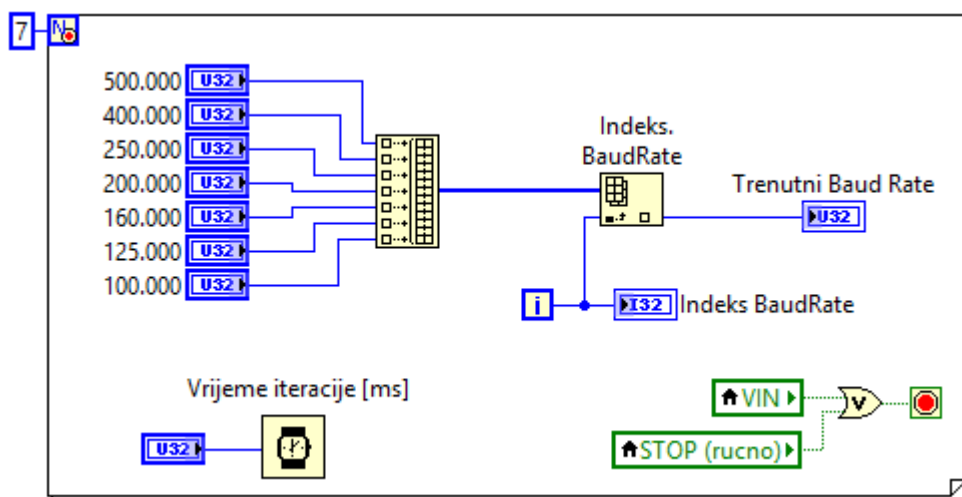 7
N
500.000 U32
400.000 U32
250.000 U32
200.000 U32
160.000 U32
125.000 U32
100.000 U32
Indeks.
BaudRate
Trenutni Baud Rate
U32
i
I32 Indeks BaudRate
Vrijeme iteracije [ms]
U32
VIN
V
STOP (rucno)